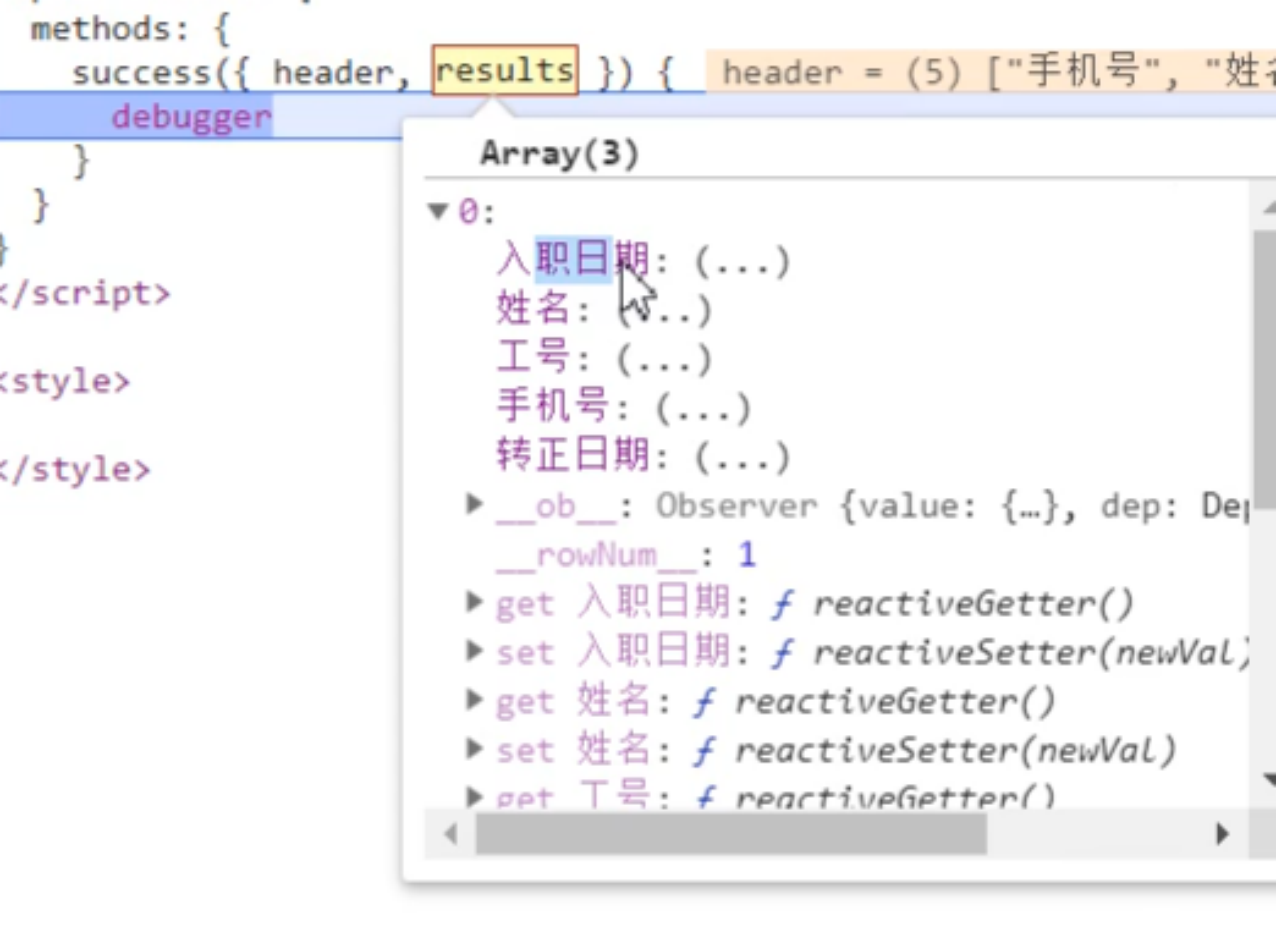 methods: {
success({ header, results }) { header = (5) ["手机号", "姓名
debugger
}
}
}
</script>
<style>
</style>
Array(3)
0:
入职日期: (...)
姓名: (...)
工号: (...)
手机号: (...)
转正日期: (...)
__ob__: Observer {value: {…}, dep: Dep
__rowNum__: 1
get 入职日期: ƒ reactiveGetter()
set 入职日期: ƒ reactiveSetter(newVal)
get 姓名: ƒ reactiveGetter()
set 姓名: ƒ reactiveSetter(newVal)
get 工号: ƒ reactiveGetter()